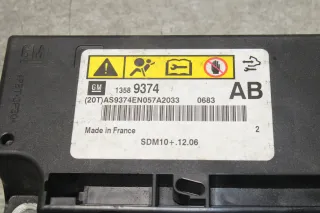 GM
GM
1358 9374
(20T)AS9374EN057A2033 0683
AB
Made in France
2
SDM10+.12.06